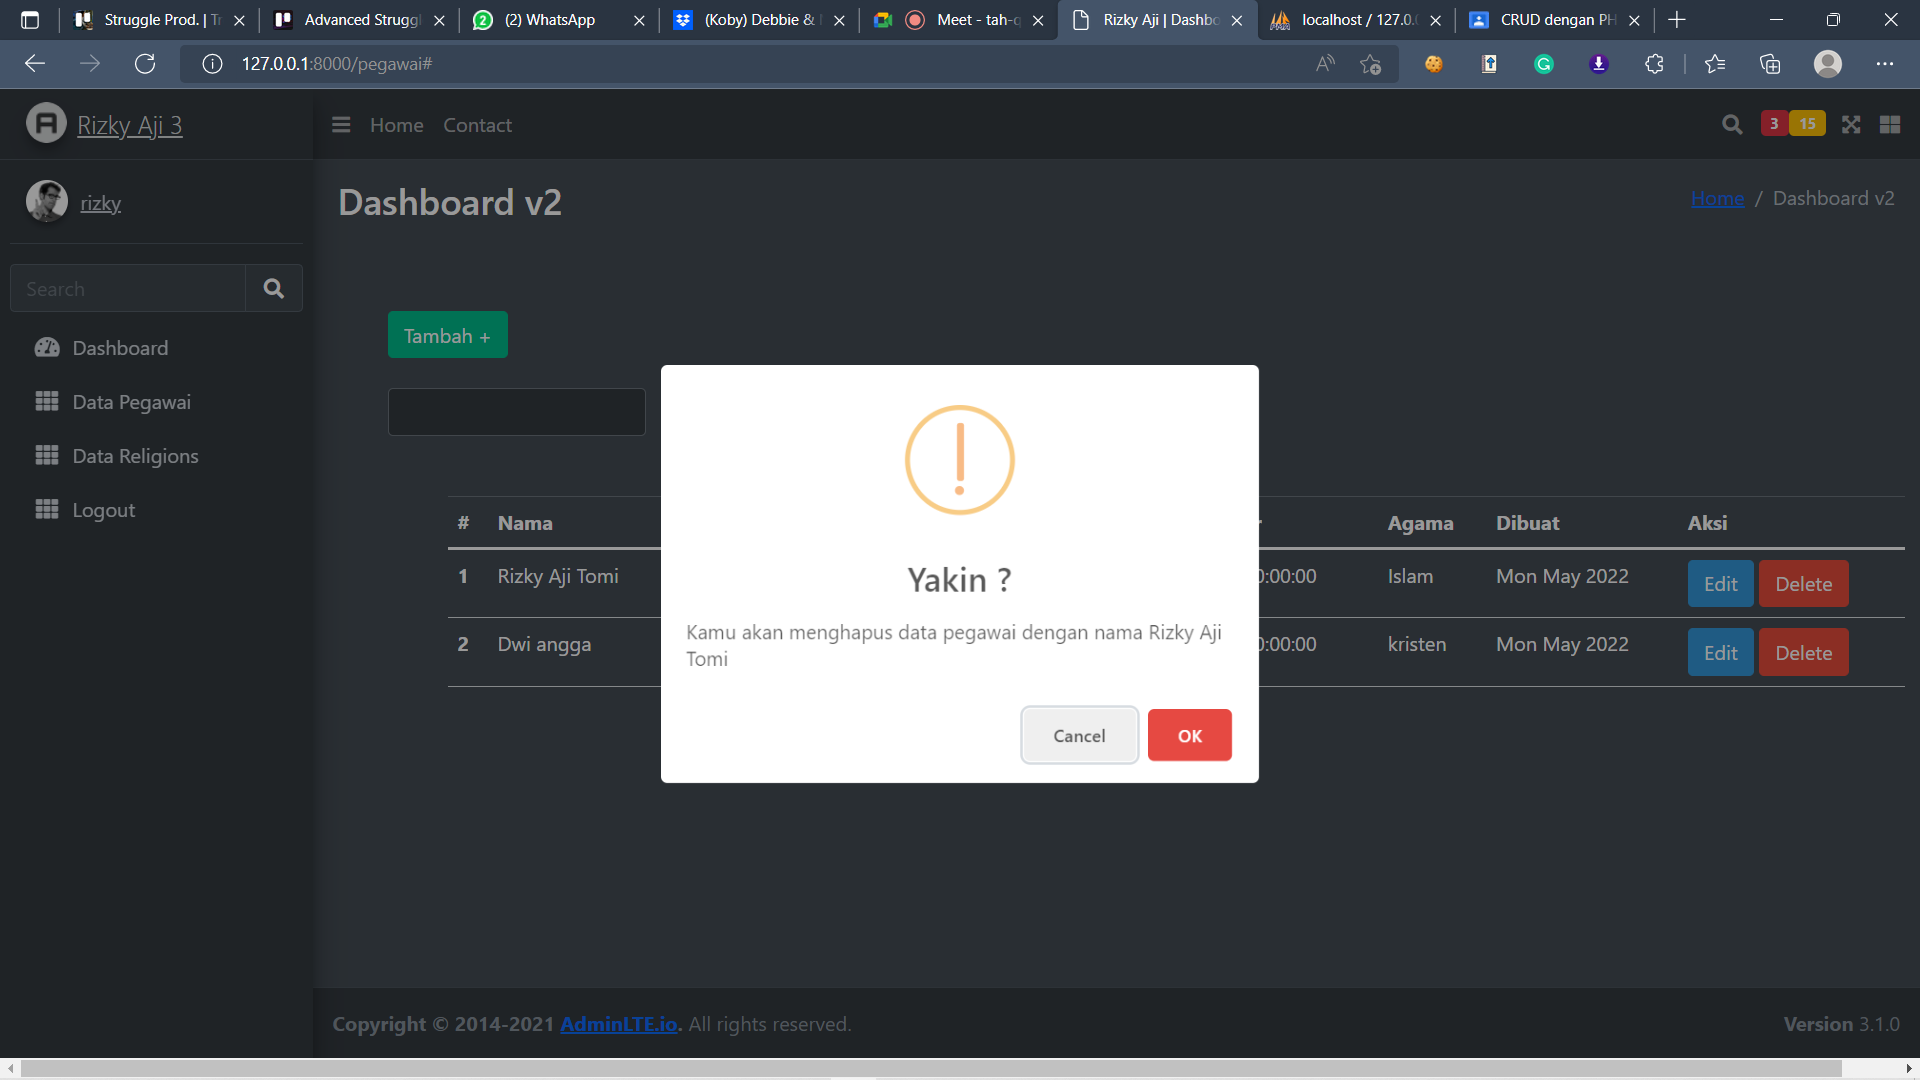 Struggle Prod. | Tr
Advanced Struggl
(2) WhatsApp
(Koby) Debbie &
Meet - tah-q
Rizky Aji | Dashbo
localhost / 127.0.0
CRUD dengan PH
127.0.0.1:8000/pegawai#
Rizky Aji 3
Home
Contact
3
15
rizky
Dashboard v2
Home / Dashboard v2
Search
Tambah +
Dashboard
Data Pegawai
Data Religions
Logout
# Nama Agama Dibuat Aksi
1 Rizky Aji Tomi 0:00:00 Islam Mon May 2022 Edit Delete
2 Dwi angga 0:00:00 kristen Mon May 2022 Edit Delete
Yakin ?
Kamu akan menghapus data pegawai dengan nama Rizky Aji
Tomi
Cancel
OK
Copyright © 2014-2021 AdminLTE.io. All rights reserved.
Version 3.1.0